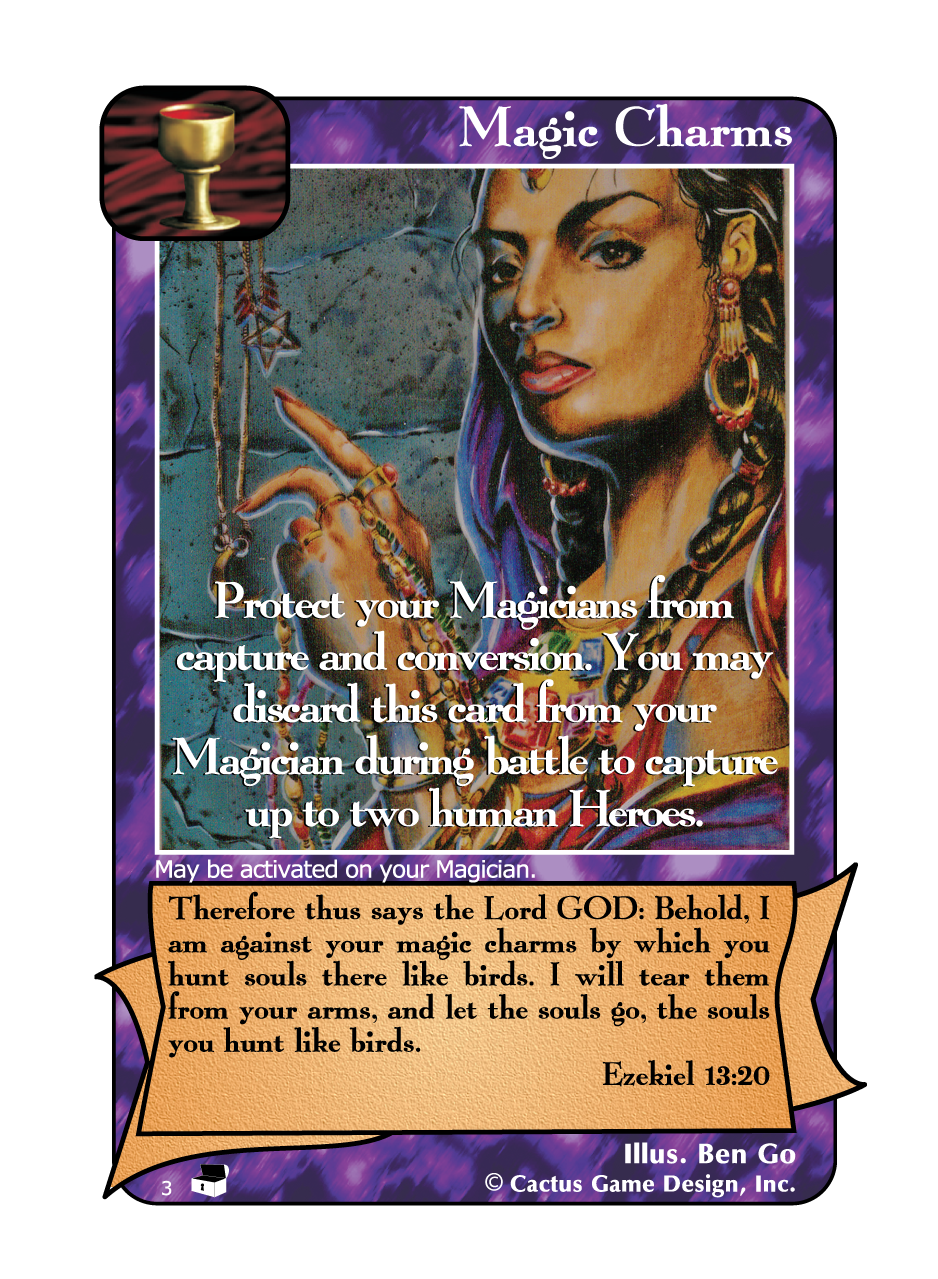 Magic Charms
Protect your Magicians from
capture and conversion. You may
discard this card from your
Magician during battle to capture
up to two human Heroes.
May be activated on your Magician.
Therefore thus says the Lord GOD: Behold, I
am against your magic charms by which you
hunt souls there like birds. I will tear them
from your arms, and let the souls go, the souls
you hunt like birds.
Ezekiel 13:20
Illus. Ben Go
3
© Cactus Game Design, Inc.